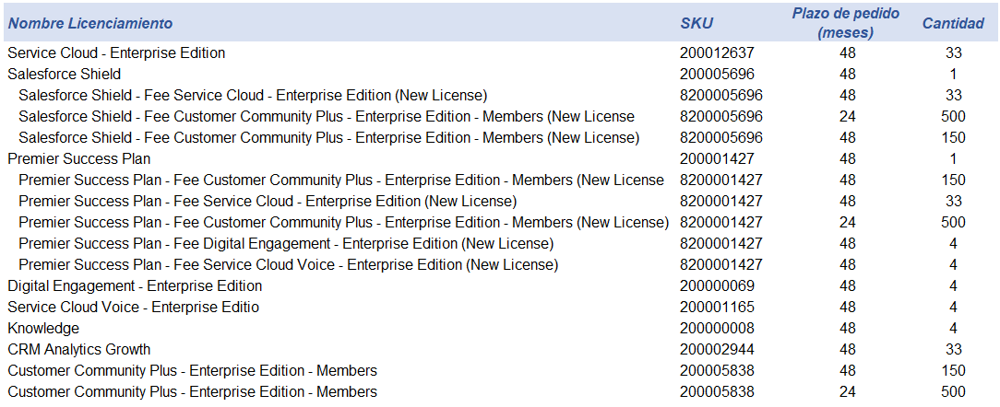 Nombre Licenciamiento SKU Plazo de pedido (meses) Cantidad
Service Cloud - Enterprise Edition 200012637 48 33
Salesforce Shield 200005696 48 1
Salesforce Shield - Fee Service Cloud - Enterprise Edition (New License) 8200005696 48 33
Salesforce Shield - Fee Customer Community Plus - Enterprise Edition - Members (New License 8200005696 24 500
Salesforce Shield - Fee Customer Community Plus - Enterprise Edition - Members (New License) 8200005696 48 150
Premier Success Plan 200001427 48 1
Premier Success Plan - Fee Customer Community Plus - Enterprise Edition - Members (New License 8200001427 48 150
Premier Success Plan - Fee Service Cloud - Enterprise Edition (New License) 8200001427 48 33
Premier Success Plan - Fee Customer Community Plus - Enterprise Edition - Members (New License) 8200001427 24 500
Premier Success Plan - Fee Digital Engagement - Enterprise Edition (New License) 8200001427 48 4
Premier Success Plan - Fee Service Cloud Voice - Enterprise Edition (New License) 8200001427 48 4
Digital Engagement - Enterprise Edition 200000069 48 4
Service Cloud Voice - Enterprise Editio 200001165 48 4
Knowledge 200000008 48 4
CRM Analytics Growth 200002944 48 33
Customer Community Plus - Enterprise Edition - Members 200005838 48 150
Customer Community Plus - Enterprise Edition - Members 200005838 24 500